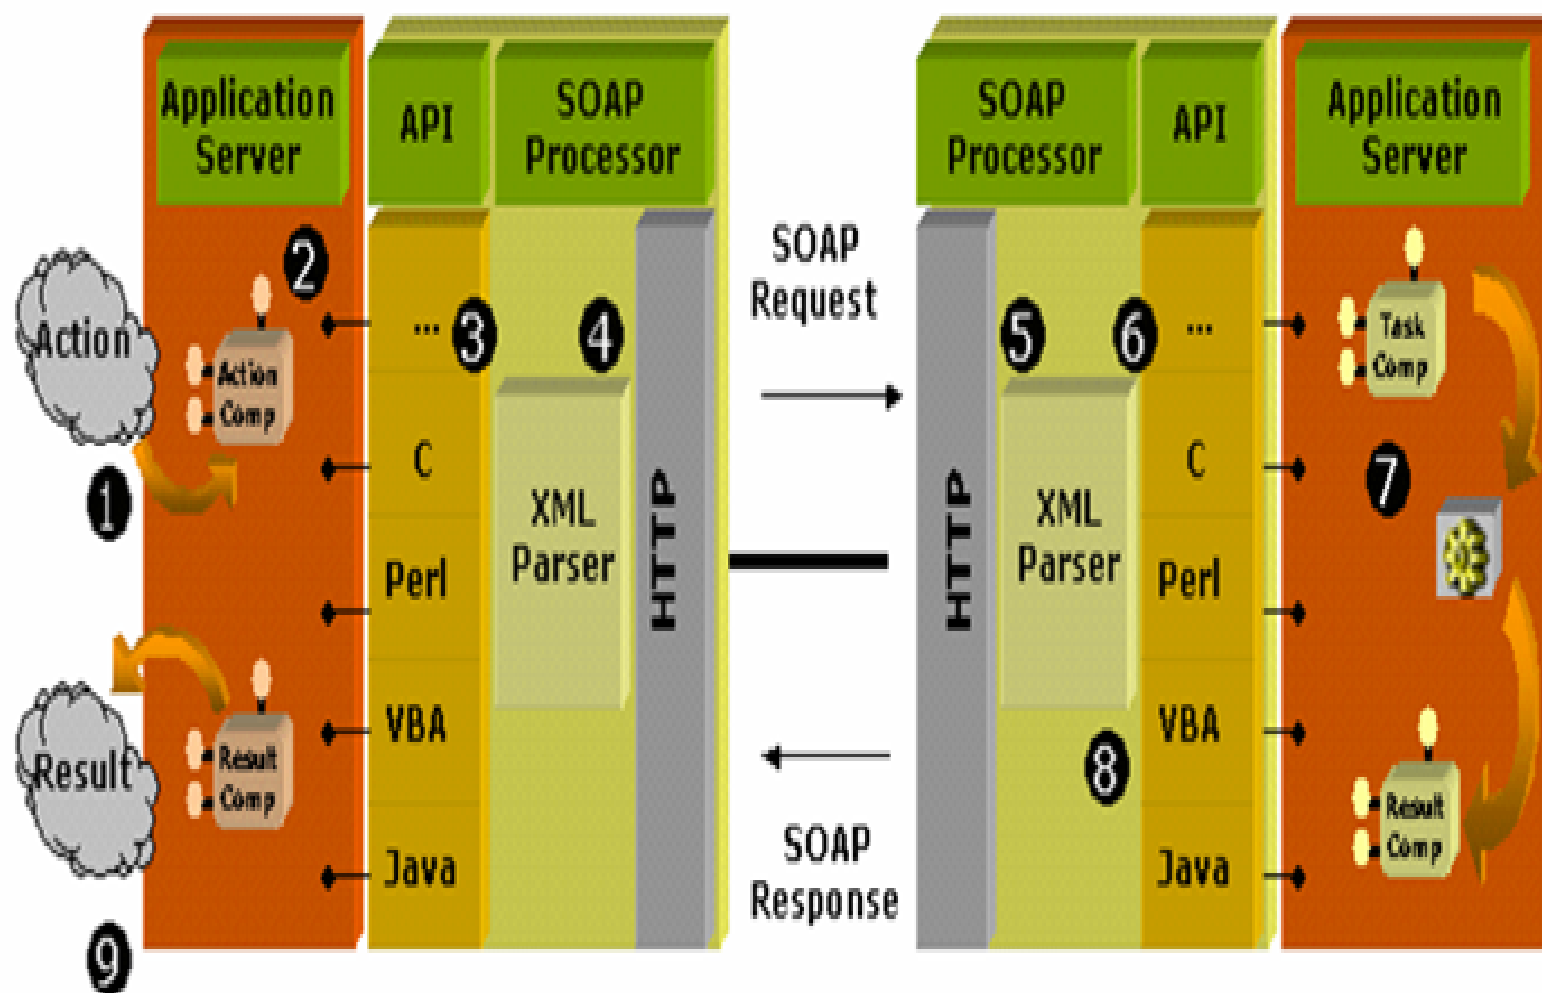 Application
Server
API
SOAP
Processor
SOAP
Processor
API
Application
Server
2
Action
Action
Comp
1
...
3
4
SOAP
Request
5
6
...
Task
Comp
C
XML
Parser
HTTP
HTTP
XML
Parser
C
7
Perl
Perl
Result
Result
Comp
VBA
8
VBA
Result
Comp
Java
SOAP
Response
Java
9